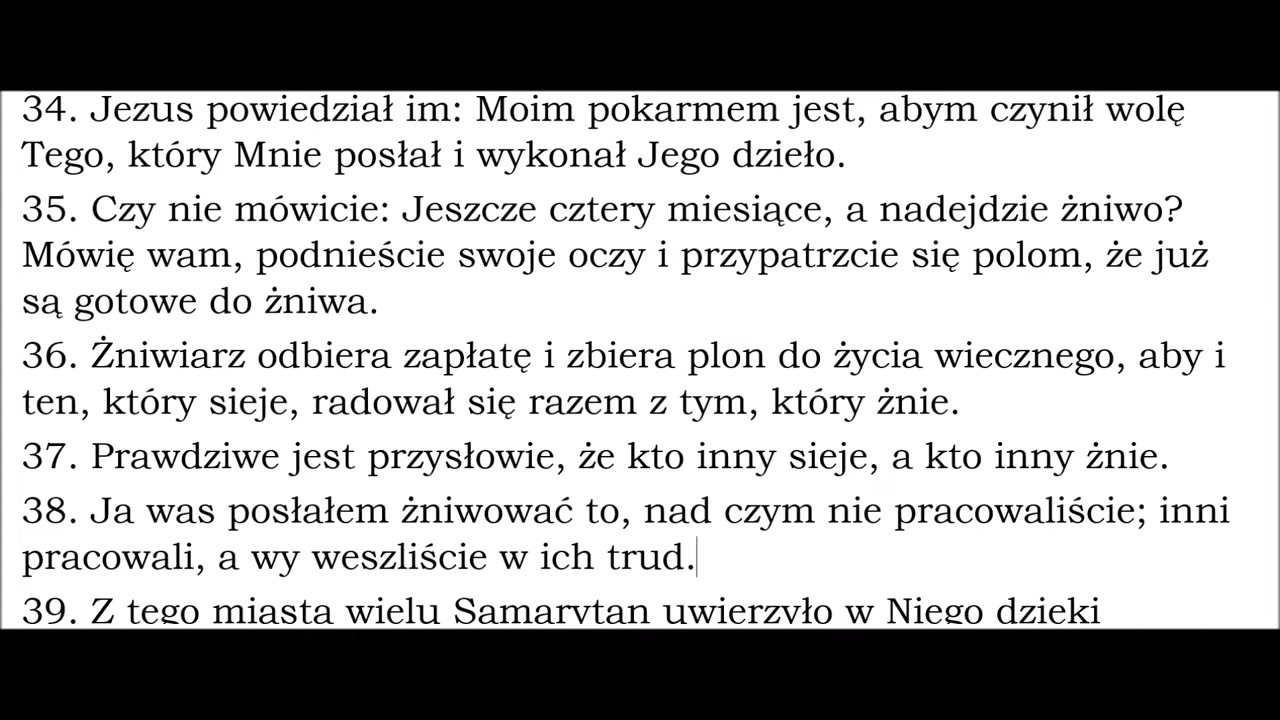 34. Jezus powiedział im: Moim pokarmem jest, abym czynił wolę
Tego, który Mnie posłał i wykonał Jego dzieło.
35. Czy nie mówicie: Jeszcze cztery miesiące, a nadejdzie żniwo?
Mówię wam, podnieście swoje oczy i przypatrzcie się polom, że już
są gotowe do żniwa.
36. Żniwiarz odbiera zapłatę i zbiera plon do życia wiecznego, aby i
ten, który sieje, radował się razem z tym, który żnie.
37. Prawdziwe jest przysłowie, że kto inny sieje, a kto inny żnie.
38. Ja was posłałem żniwować to, nad czym nie pracowaliście; inni
pracowali, a wy weszliście w ich trud.
39. Z tego miasta wielu Samarytan uwierzyło w Niego dzięki